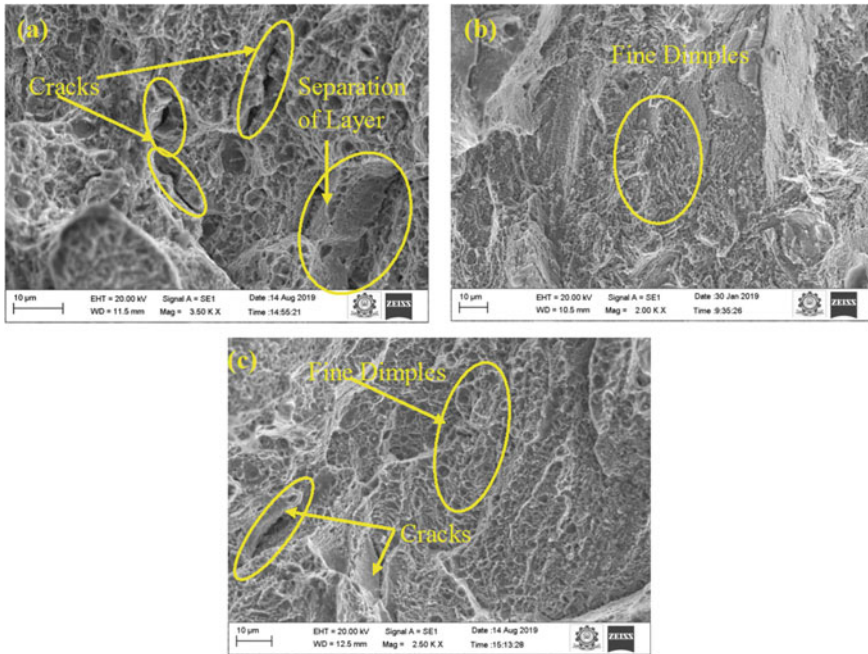 (a)
Cracks
Separation
of Layer
10 µm
EHT = 20.00 kV Signal A = SE1 Date :14 Aug 2019
WD = 11.5 mm Mag = 3.50 K X Time :14:55:21
ZEISS
(b)
Fine Dimples
10 µm
EHT = 20.00 kV Signal A = SE1 Date :30 Jan 2019
WD = 10.5 mm Mag = 2.00 K X Time :9:35:26
ZEISS
(c)
Fine Dimples
Cracks
10 µm
EHT = 20.00 kV Signal A = SE1 Date :14 Aug 2019
WD = 12.5 mm Mag = 2.50 K X Time :15:13:28
ZEISS